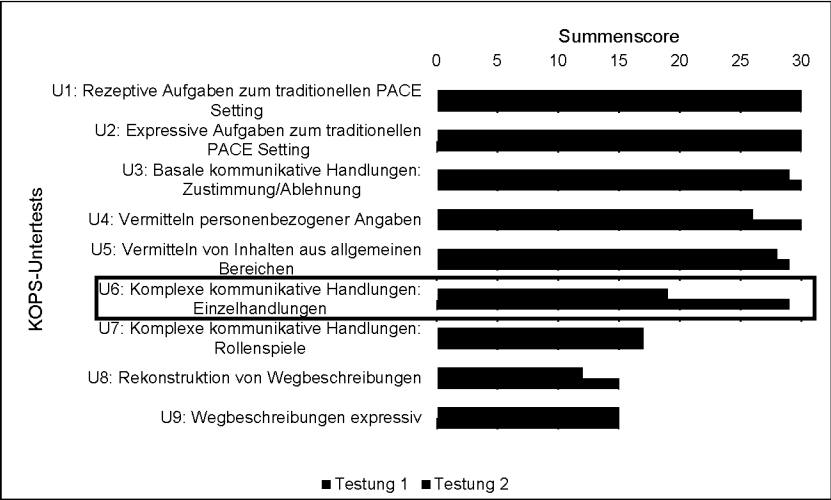 Summenscore
0 5 10 15 20 25 30
KOPS-Untertests
U1: Rezeptive Aufgaben zum traditionellen PACE
Setting
U2: Expressive Aufgaben zum traditionellen
PACE Setting
U3: Basale kommunikative Handlungen:
Zustimmung/Ablehnung
U4: Vermitteln personenbezogener Angaben
U5: Vermitteln von Inhalten aus allgemeinen
Bereichen
U6: Komplexe kommunikative Handlungen:
Einzelhandlungen
U7: Komplexe kommunikative Handlungen:
Rollenspiele
U8: Rekonstruktion von Wegbeschreibungen
U9: Wegbeschreibungen expressiv
Testung 1 Testung 2